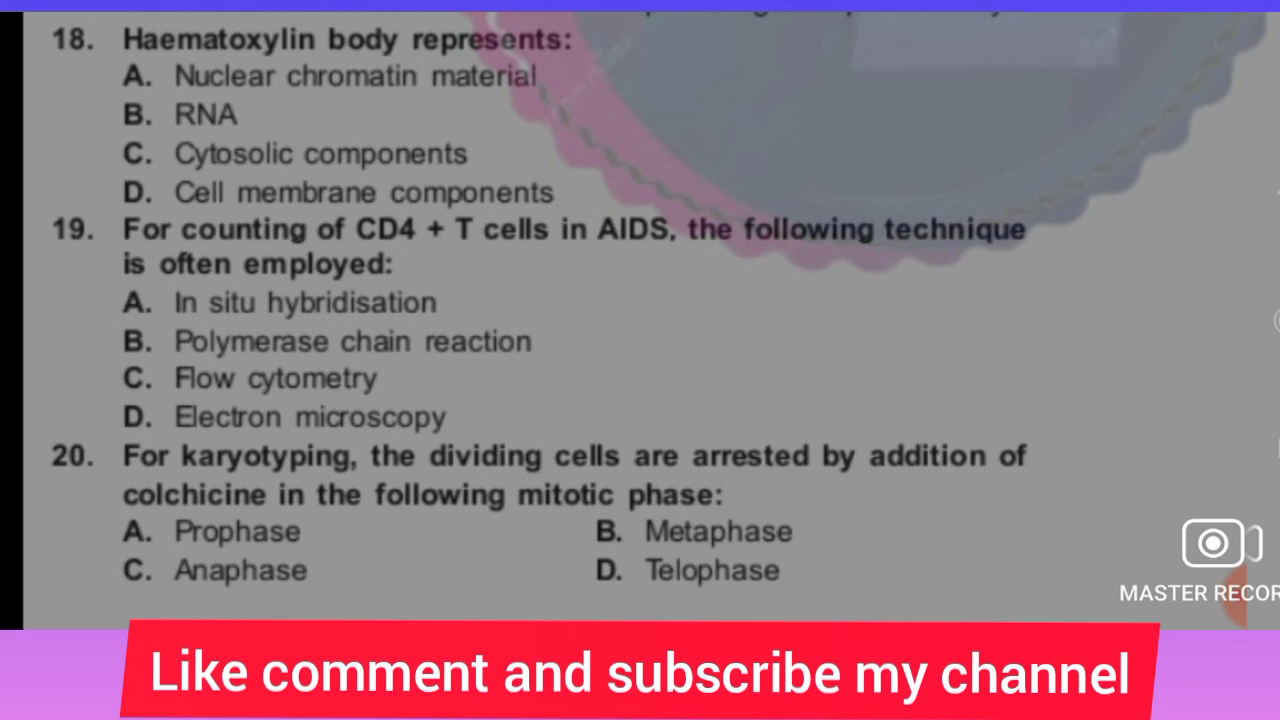 18. Haematoxylin body represents:
A. Nuclear chromatin material
B. RNA
C. Cytosolic components
D. Cell membrane components
19. For counting of CD4 + T cells in AIDS, the following technique
is often employed:
A. In situ hybridisation
B. Polymerase chain reaction
C. Flow cytometry
D. Electron microscopy
20. For karyotyping, the dividing cells are arrested by addition of
colchicine in the following mitotic phase:
A. Prophase B. Metaphase
C. Anaphase D. Telophase
MASTER RECOR
Like comment and subscribe my channel